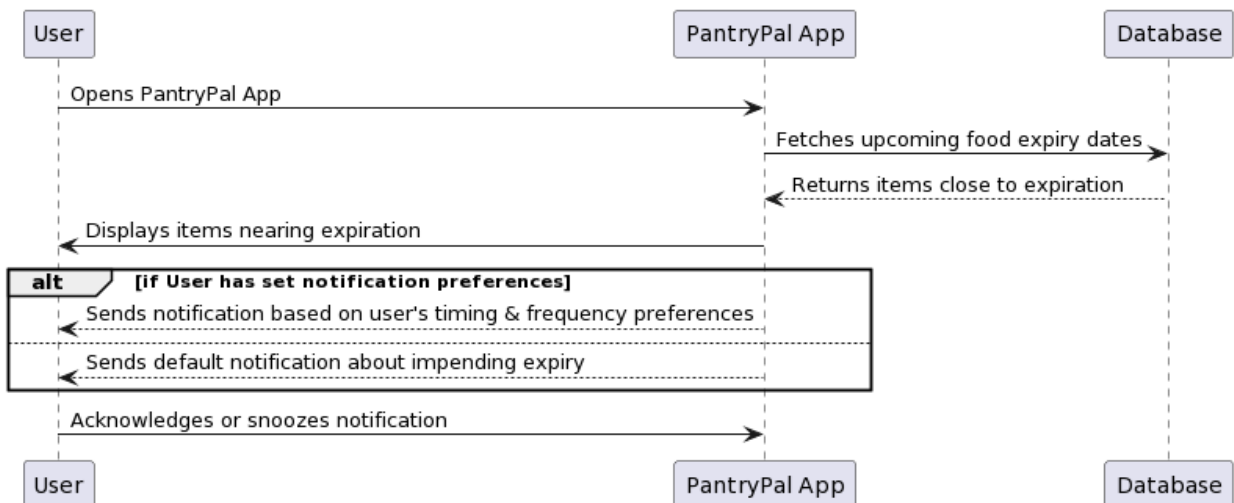 User PantryPal App Database
Opens PantryPal App
Fetches upcoming food expiry dates
Returns items close to expiration
Displays items nearing expiration
alt [if User has set notification preferences]
Sends notification based on user's timing & frequency preferences
Sends default notification about impending expiry
Acknowledges or snoozes notification
User PantryPal App Database